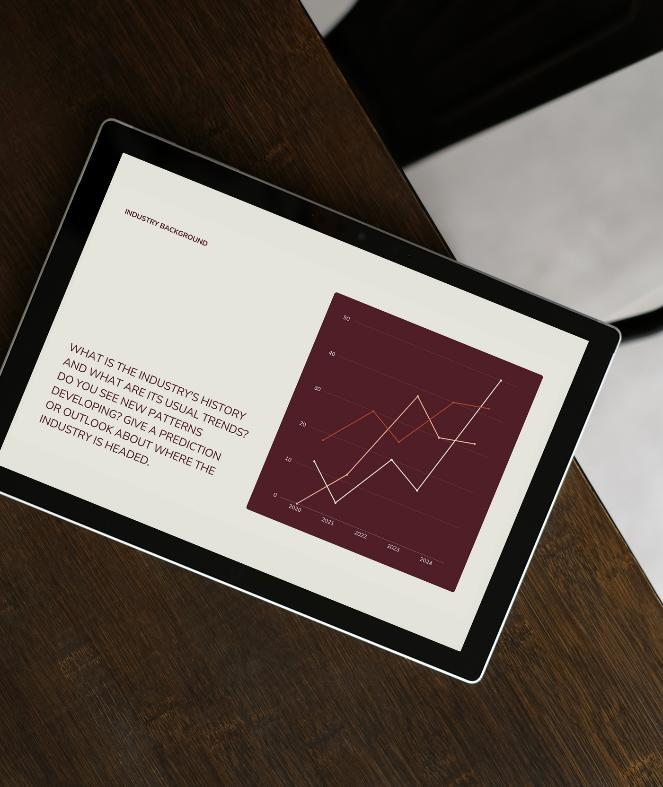 INDUSTRY BACKGROUND
WHAT IS THE INDUSTRY'S HISTORY
AND WHAT ARE ITS USUAL TRENDS?
DO YOU SEE NEW PATTERNS
DEVELOPING? GIVE A PREDICTION
OR OUTLOOK ABOUT WHERE THE
INDUSTRY IS HEADED.
50
40
30
20
10
0
2020
2021
2022
2023
2024